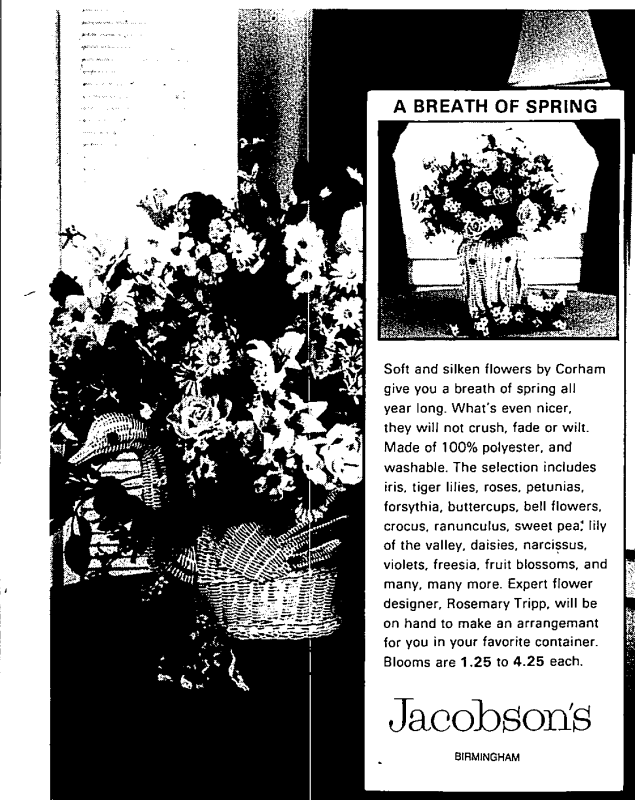 A BREATH OF SPRING
Soft and silken flowers by Corham
give you a breath of spring all
year long. What's even nicer,
they will not crush, fade or wilt.
Made of 100% polyester, and
washable. The selection includes
iris, tiger lilies, roses, petunias,
forsythia, buttercups, bell flowers,
crocus, ranunculus, sweet pea, lily
of the valley, daisies, narcissus,
violets, freesia, fruit blossoms, and
many, many more. Expert flower
designer, Rosemary Tripp, will be
on hand to make an arrangemant
for you in your favorite container.
Blooms are 1.25 to 4.25 each.
Jacobson's
BIRMINGHAM